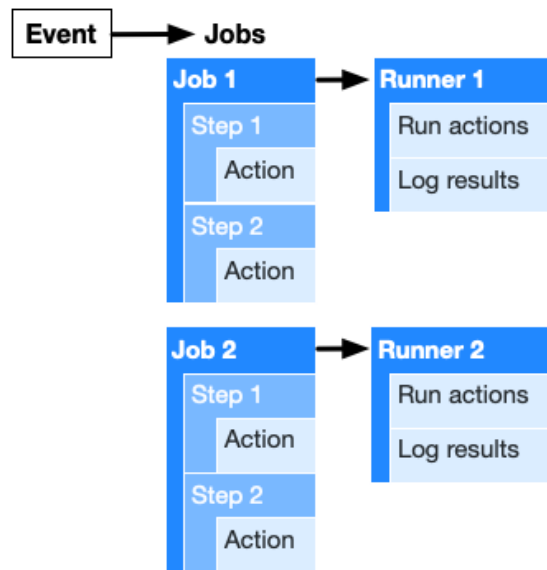 Event
Jobs
Job 1
Step 1
Action
Step 2
Action
Runner 1
Run actions
Log results
Job 2
Step 1
Action
Step 2
Action
Runner 2
Run actions
Log results